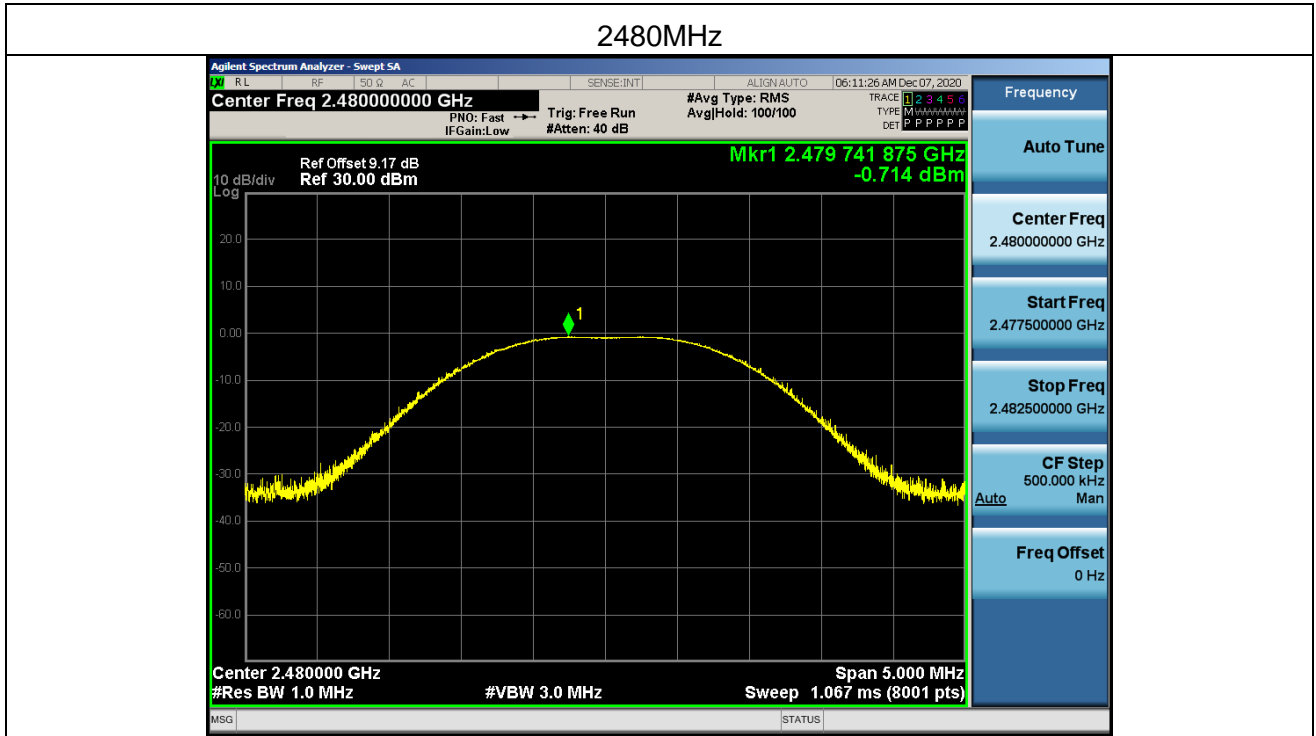 2480MHz
Agilent Spectrum Analyzer - Swept SA
LXI RL RF 50 Ω AC SENSE:INT ALIGN AUTO 06:11:26 AM Dec 07, 2020
Center Freq 2.480000000 GHz
PNO: Fast
IFGain:Low
Trig: Free Run
#Atten: 40 dB
#Avg Type: RMS
Avg|Hold: 100/100
TRACE 1 2 3 4 5 6
TYPE M WWWWW
DET P P P P P P
Ref Offset 9.17 dB
10 dB/div Ref 30.00 dBm
Log
Mkr1 2.479 741 875 GHz
-0.714 dBm
20.0
10.0
0.00
-10.0
-20.0
-30.0
-40.0
-50.0
-60.0
1
Center 2.480000 GHz Span 5.000 MHz
#Res BW 1.0 MHz #VBW 3.0 MHz Sweep 1.067 ms (8001 pts)
MSG STATUS
Frequency
Auto Tune
Center Freq
2.480000000 GHz
Start Freq
2.477500000 GHz
Stop Freq
2.482500000 GHz
CF Step
500.000 kHz
Auto Man
Freq Offset
0 Hz